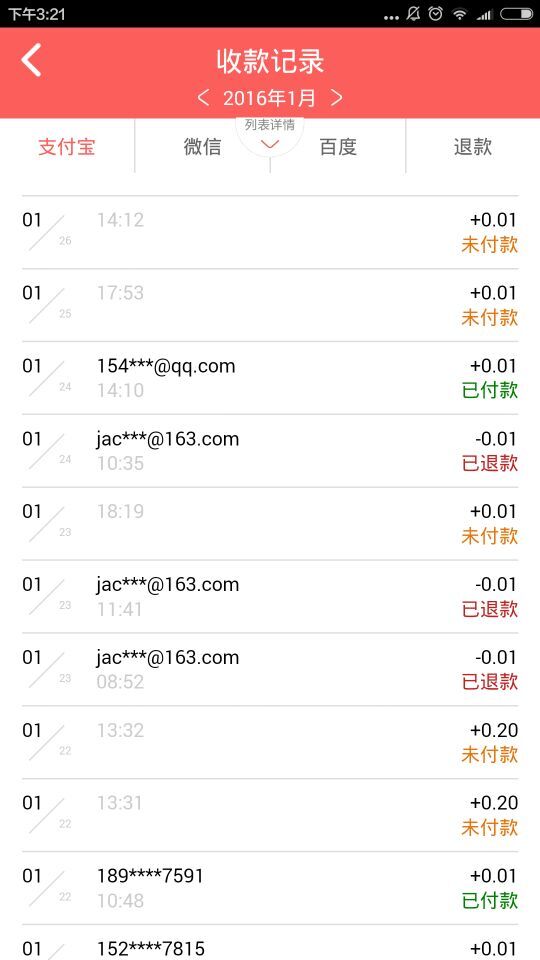 下午3:21
收款记录
2016年1月
列表详情
支付宝 微信 百度 退款
01/26 14:12 +0.01
未付款
01/25 17:53 +0.01
未付款
01/24 154***@qq.com +0.01
14:10 已付款
01/24 jac***@163.com -0.01
10:35 已退款
01/23 18:19 +0.01
未付款
01/23 jac***@163.com -0.01
11:41 已退款
01/23 jac***@163.com -0.01
08:52 已退款
01/22 13:32 +0.20
未付款
01/22 13:31 +0.20
未付款
01/22 189****7591 +0.01
10:48 已付款
01 152****7815 +0.01